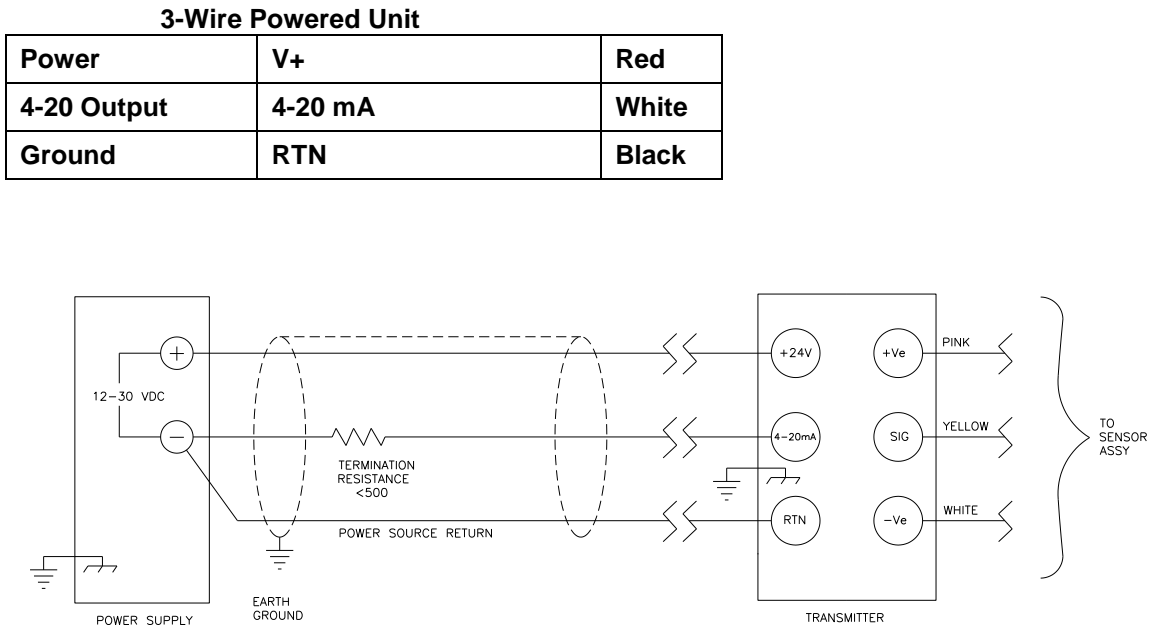 3-Wire Powered Unit
Power V+ Red
4-20 Output 4-20 mA White
Ground RTN Black
12-30 VDC
+
-
TERMINATION
RESISTANCE
<500
POWER SOURCE RETURN
EARTH
GROUND
POWER SUPPLY
+24V
4-20mA
RTN
+Ve
SIG
-Ve
PINK
YELLOW
WHITE
TO
SENSOR
ASSY
TRANSMITTER